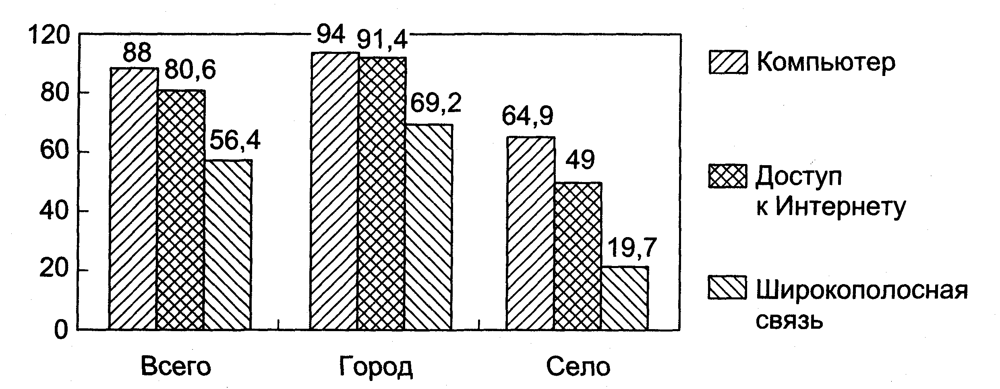 120
80
60
40
20
0
88
80,6
56,4
94
91,4
69,2
64,9
49
19,7
Всего
Город
Село
Компьютер
Доступ
к Интернету
Широкополосная
связь